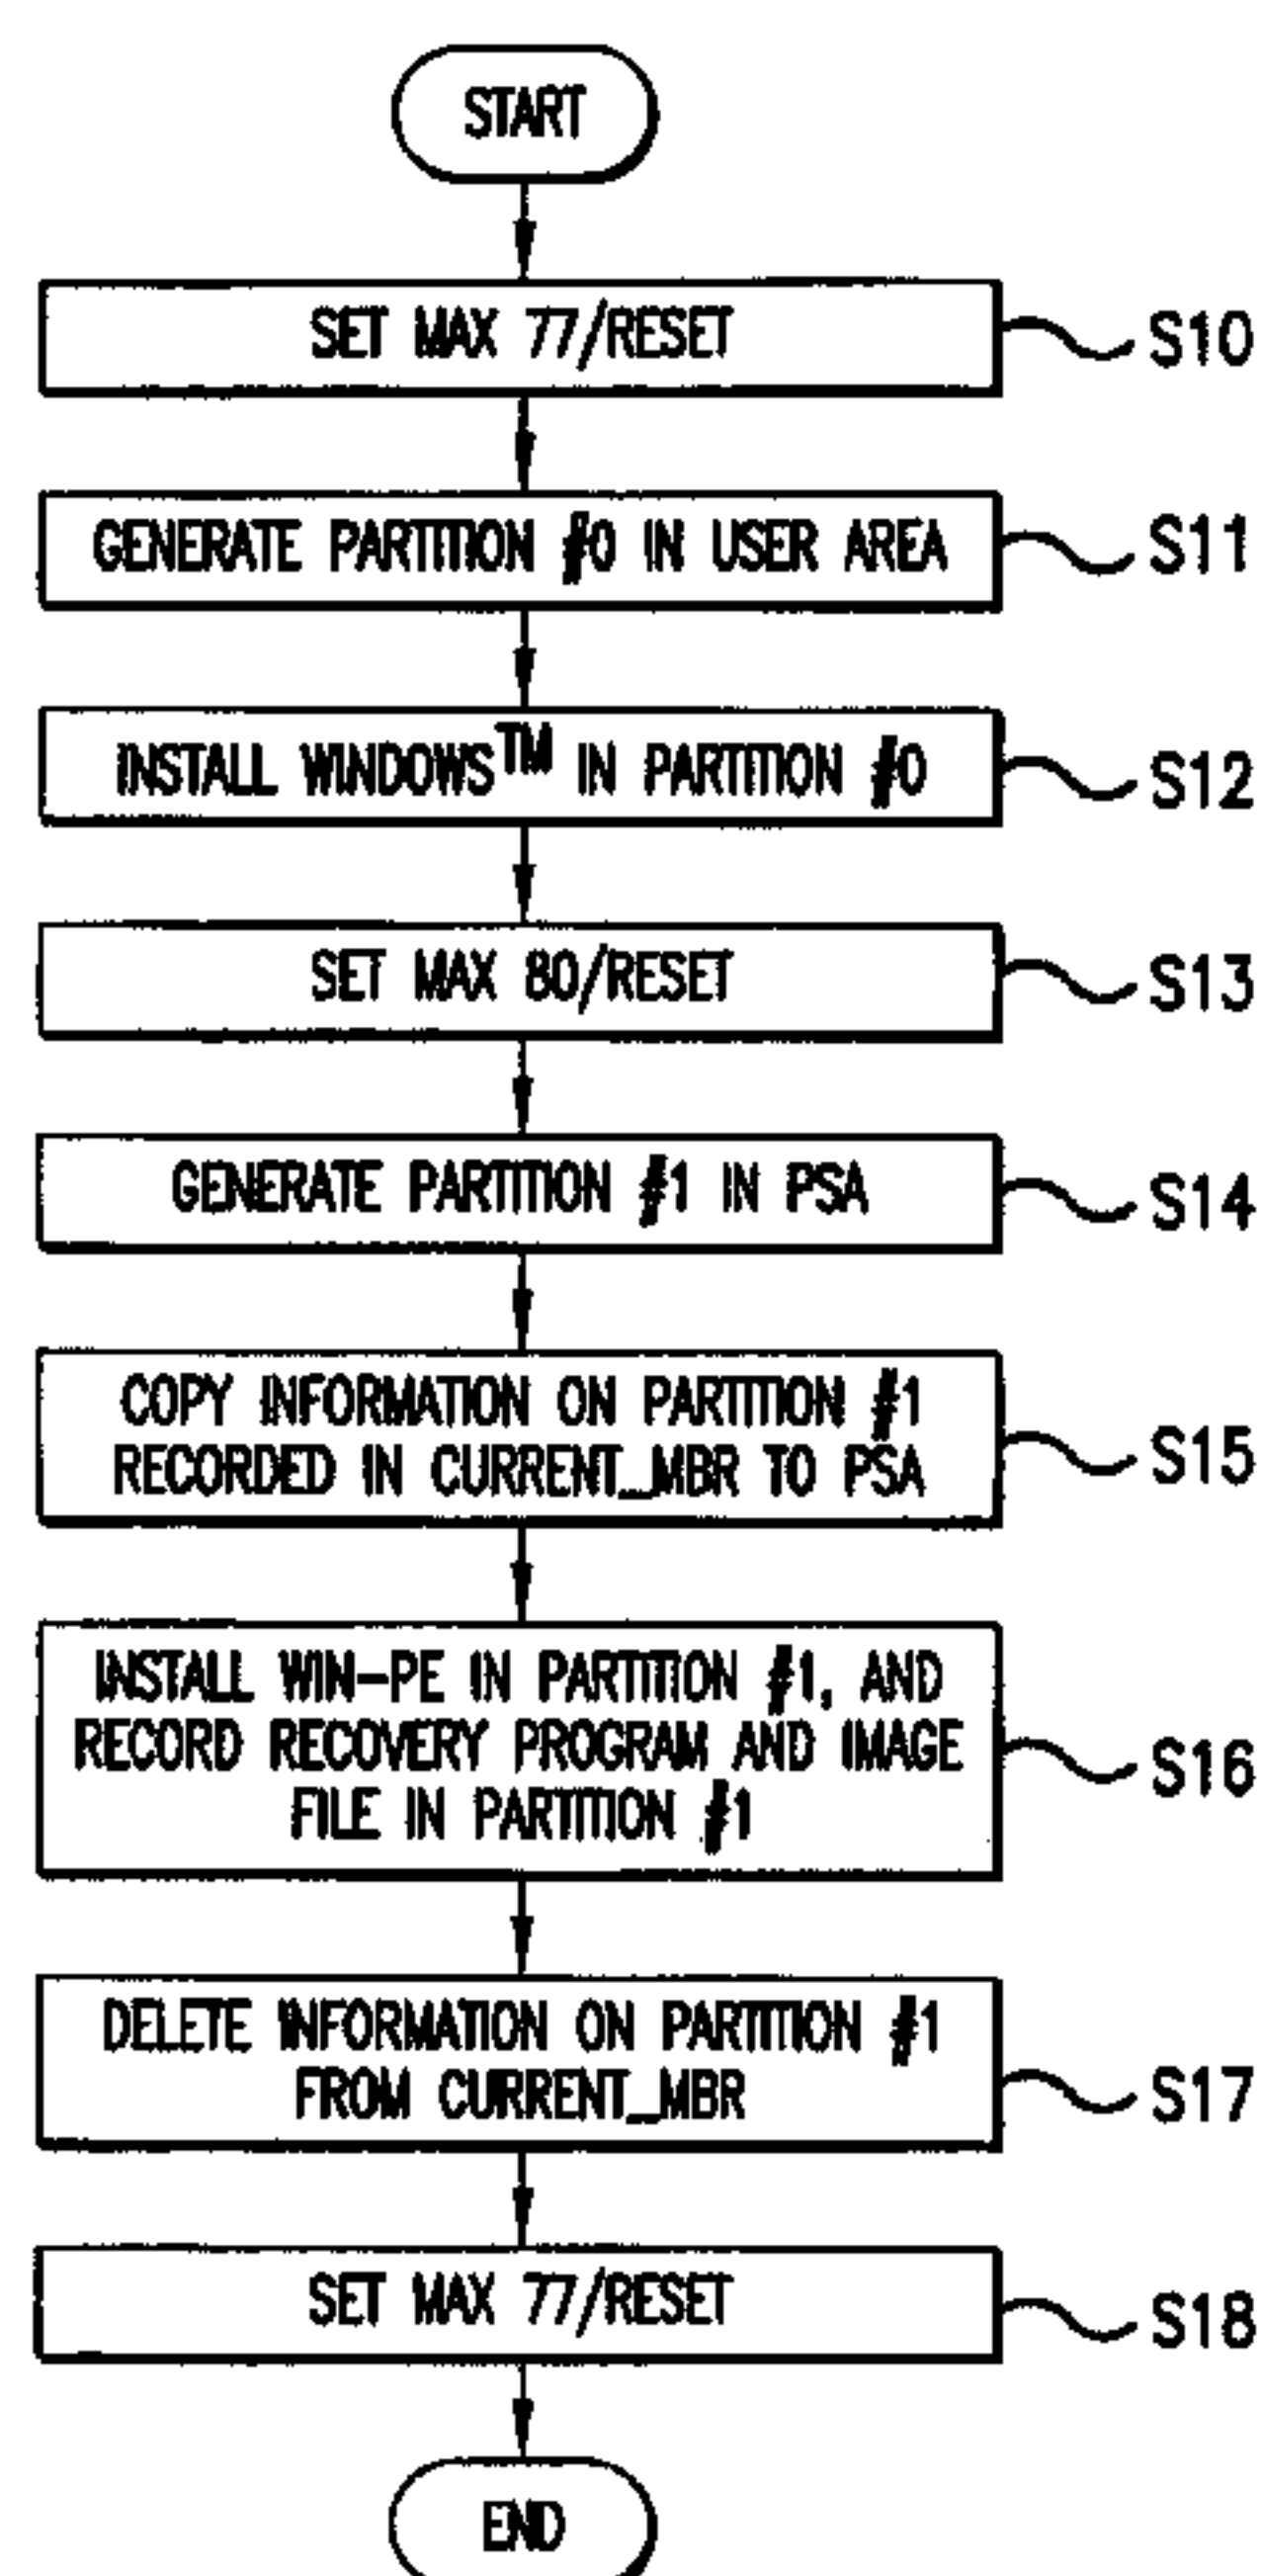 START
SET MAX 77/RESET
S10
GENERATE PARTITION #0 IN USER AREA
S11
INSTALL WINDOWS™ IN PARTITION #0
S12
SET MAX 80/RESET
S13
GENERATE PARTITION #1 IN PSA
S14
COPY INFORMATION ON PARTITION #1
RECORDED IN CURRENT_MBR TO PSA
S15
INSTALL WIN-PE IN PARTITION #1, AND
RECORD RECOVERY PROGRAM AND IMAGE
FILE IN PARTITION #1
S16
DELETE INFORMATION ON PARTITION #1
FROM CURRENT_MBR
S17
SET MAX 77/RESET
S18
END